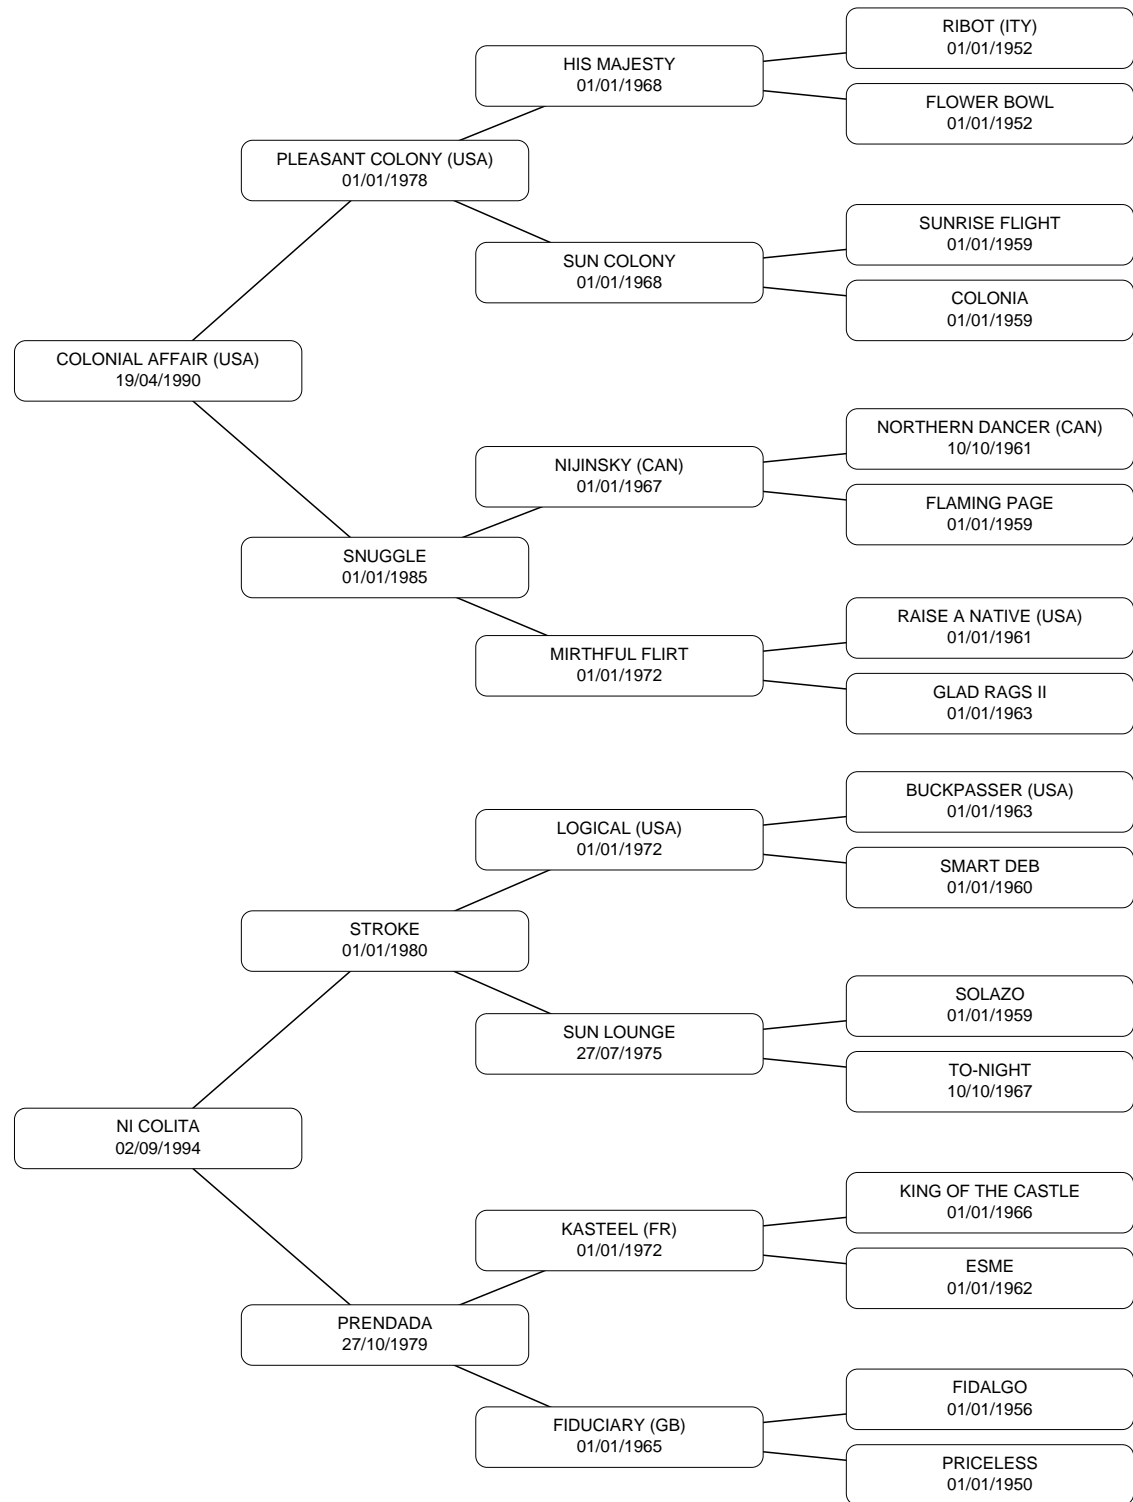 RIBOT (ITY)
01/01/1952
HIS MAJESTY
01/01/1968
FLOWER BOWL
01/01/1952
PLEASANT COLONY (USA)
01/01/1978
SUNRISE FLIGHT
01/01/1959
SUN COLONY
01/01/1968
COLONIA
01/01/1959
COLONIAL AFFAIR (USA)
19/04/1990
NORTHERN DANCER (CAN)
10/10/1961
NIJINSKY (CAN)
01/01/1967
FLAMING PAGE
01/01/1959
SNUGGLE
01/01/1985
RAISE A NATIVE (USA)
01/01/1961
MIRTHFUL FLIRT
01/01/1972
GLAD RAGS II
01/01/1963
BUCKPASSER (USA)
01/01/1963
LOGICAL (USA)
01/01/1972
SMART DEB
01/01/1960
STROKE
01/01/1980
SOLAZO
01/01/1959
SUN LOUNGE
27/07/1975
TO-NIGHT
10/10/1967
NI COLITA
02/09/1994
KING OF THE CASTLE
01/01/1966
KASTEEL (FR)
01/01/1972
ESME
01/01/1962
PRENDADA
27/10/1979
FIDALGO
01/01/1956
FIDUCIARY (GB)
01/01/1965
PRICELESS
01/01/1950